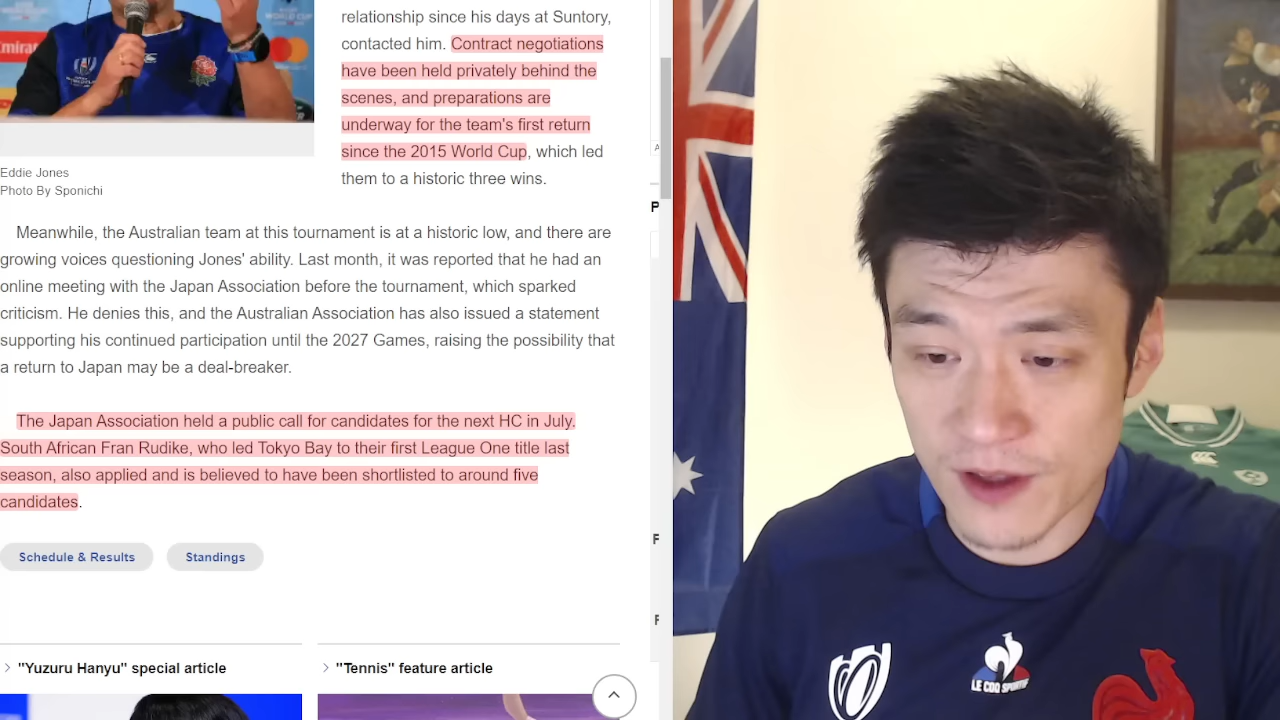 WORLD CUP
relationship since his days at Suntory,
contacted him. Contract negotiations
have been held privately behind the
scenes, and preparations are
underway for the team's first return
since the 2015 World Cup, which led
them to a historic three wins.
Eddie Jones
Photo By Sponichi
Meanwhile, the Australian team at this tournament is at a historic low, and there are
growing voices questioning Jones' ability. Last month, it was reported that he had an
online meeting with the Japan Association before the tournament, which sparked
criticism. He denies this, and the Australian Association has also issued a statement
supporting his continued participation until the 2027 Games, raising the possibility that
a return to Japan may be a deal-breaker.
The Japan Association held a public call for candidates for the next HC in July.
South African Fran Rudike, who led Tokyo Bay to their first League One title last
season, also applied and is believed to have been shortlisted to around five
candidates.
Schedule & Results
Standings
"Yuzuru Hanyu" special article
"Tennis" feature article
P
F
F
LE COQ SPORTIF